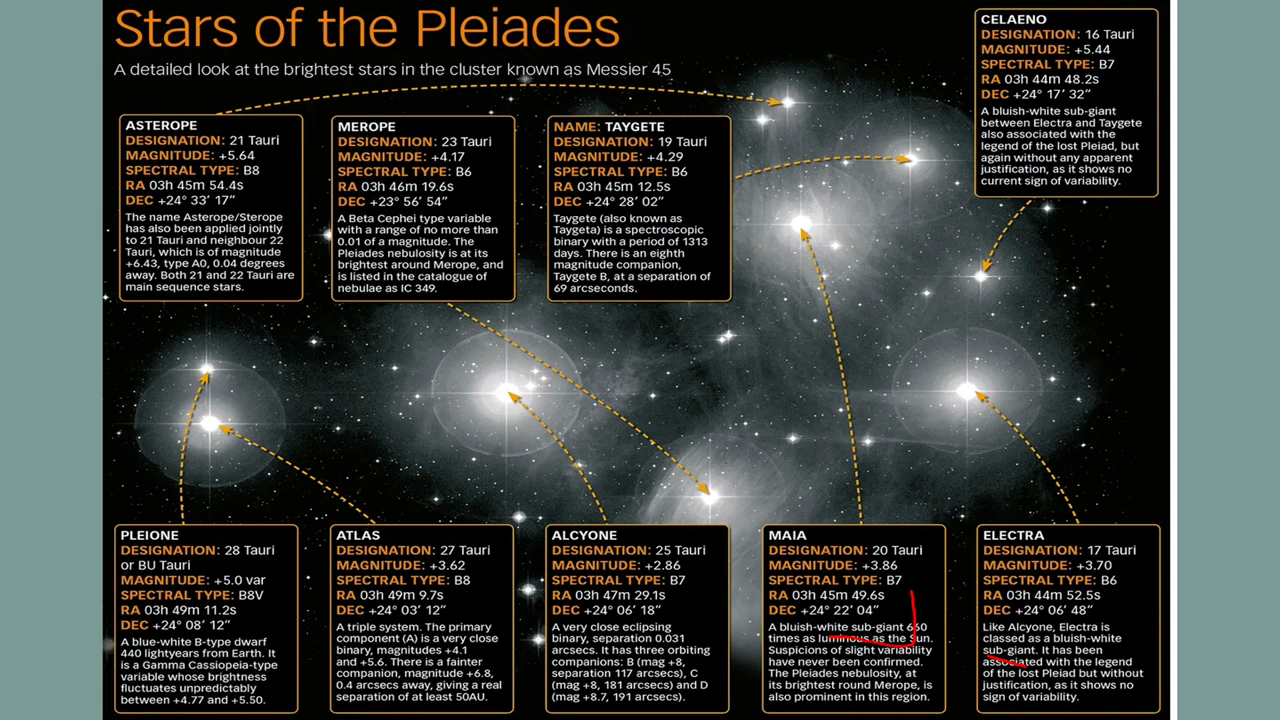 Stars of the Pleiades
A detailed look at the brightest stars in the cluster known as Messier 45
CELAENO
DESIGNATION: 16 Tauri
MAGNITUDE: +5.44
SPECTRAL TYPE: B7
RA 03h 44m 48.2s
DEC +24° 17′ 32″
A bluish-white sub-giant
between Electra and Taygete
also associated with the
legend of the lost Pleiad, but
again without any apparent
justification, as it shows no
current sign of variability.
ASTEROPE
DESIGNATION: 21 Tauri
MAGNITUDE: +5.64
SPECTRAL TYPE: B8
RA 03h 45m 54.4s
DEC +24° 33′ 17″
The name Asterope/Sterope
has also been applied jointly
to 21 Tauri and neighbour 22
Tauri, which is of magnitude
+6.43, type A0, 0.04 degrees
away. Both 21 and 22 Tauri are
main sequence stars.
MEROPE
DESIGNATION: 23 Tauri
MAGNITUDE: +4.17
SPECTRAL TYPE: B6
RA 03h 46m 19.6s
DEC +23° 56′ 54″
A Beta Cephei type variable
with a range of no more than
0.01 of a magnitude. The
Pleiades nebulosity is at its
brightest around Merope, and
is listed in the catalogue of
nebulae as IC 349.
NAME: TAYGETE
DESIGNATION: 19 Tauri
MAGNITUDE: +4.29
SPECTRAL TYPE: B6
RA 03h 45m 12.5s
DEC +24° 28′ 02″
Taygete (also known as
Taygeta) is a spectroscopic
binary with a period of 1313
days. There is an eighth
magnitude companion,
Taygete B, at a separation of
69 arcseconds.
PLEIONE
DESIGNATION: 28 Tauri
or BU Tauri
MAGNITUDE: +5.0 var
SPECTRAL TYPE: B8V
RA 03h 49m 11.2s
DEC +24° 08′ 12″
A blue-white B-type dwarf
440 lightyears from Earth. It
is a Gamma Cassiopeia-type
variable whose brightness
fluctuates unpredictably
between +4.77 and +5.50.
ATLAS
DESIGNATION: 27 Tauri
MAGNITUDE: +3.62
SPECTRAL TYPE: B8
RA 03h 49m 9.7s
DEC +24° 03′ 12″
A triple system. The primary
component (A) is a very close
binary, magnitudes +4.1
and +5.6. There is a fainter
companion, magnitude +6.8,
0.4 arcsecs away, giving a real
separation of at least 50AU.
ALCYONE
DESIGNATION: 25 Tauri
MAGNITUDE: +2.86
SPECTRAL TYPE: B7
RA 03h 47m 29.1s
DEC +24° 06′ 18″
A very close eclipsing
binary, separation 0.031
arcsecs. It has three orbiting
companions: B (mag +8,
separation 117 arcsecs), C
(mag +8, 181 arcsecs) and D
(mag +8.7, 191 arcsecs).
MAIA
DESIGNATION: 20 Tauri
MAGNITUDE: +3.86
SPECTRAL TYPE: B7
RA 03h 45m 49.6s
DEC +24° 22′ 04″
A bluish-white sub-giant 660
times as luminous as the Sun.
Suspicions of slight variability
have never been confirmed.
The Pleiades nebulosity, at
its brightest round Merope, is
also prominent in this region.
ELECTRA
DESIGNATION: 17 Tauri
MAGNITUDE: +3.70
SPECTRAL TYPE: B6
RA 03h 44m 52.5s
DEC +24° 06′ 48″
Like Alcyone, Electra is
classed as a bluish-white
sub-giant. It has been
associated with the legend
of the lost Pleiad but without
justification, as it shows no
sign of variability.